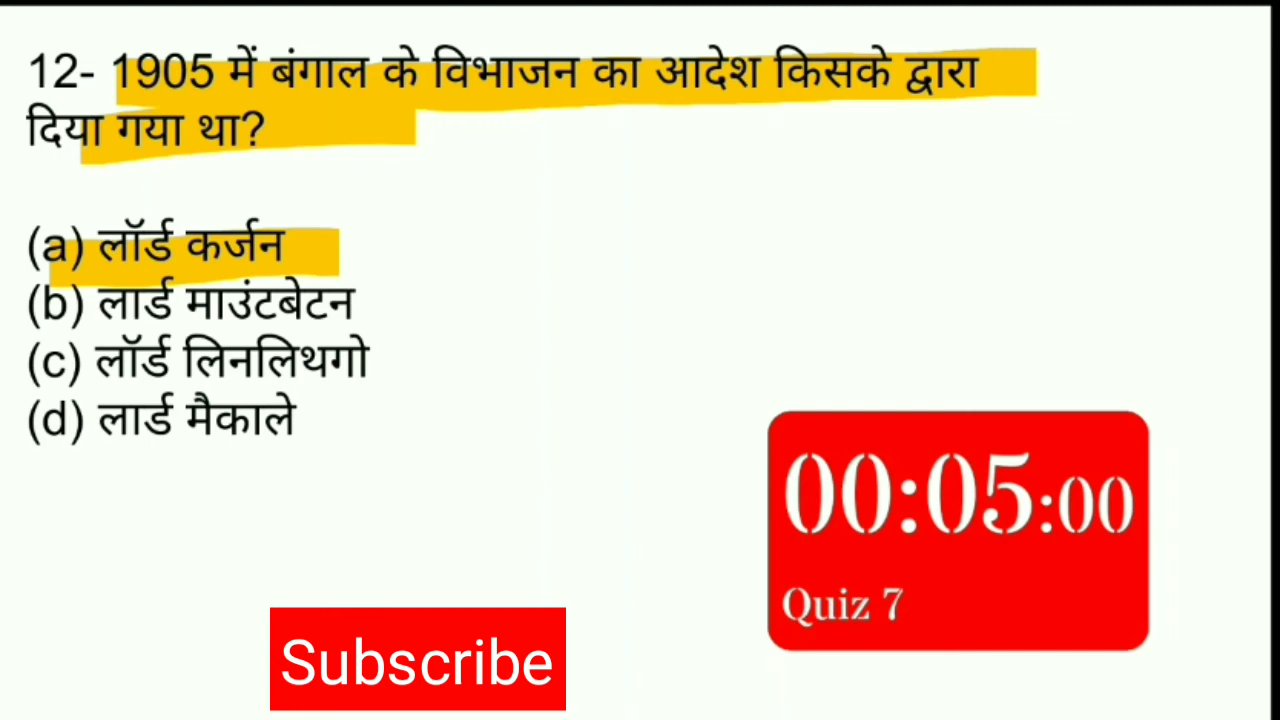 12- 1905 में बंगाल के विभाजन का आदेश किसके द्वारा
दिया गया था?
(a) लॉर्ड कर्जन
(b) लार्ड माउंटबेटन
(c) लॉर्ड लिनलिथगो
(d) लार्ड मैकाले
00:05:00
Quiz 7
Subscribe